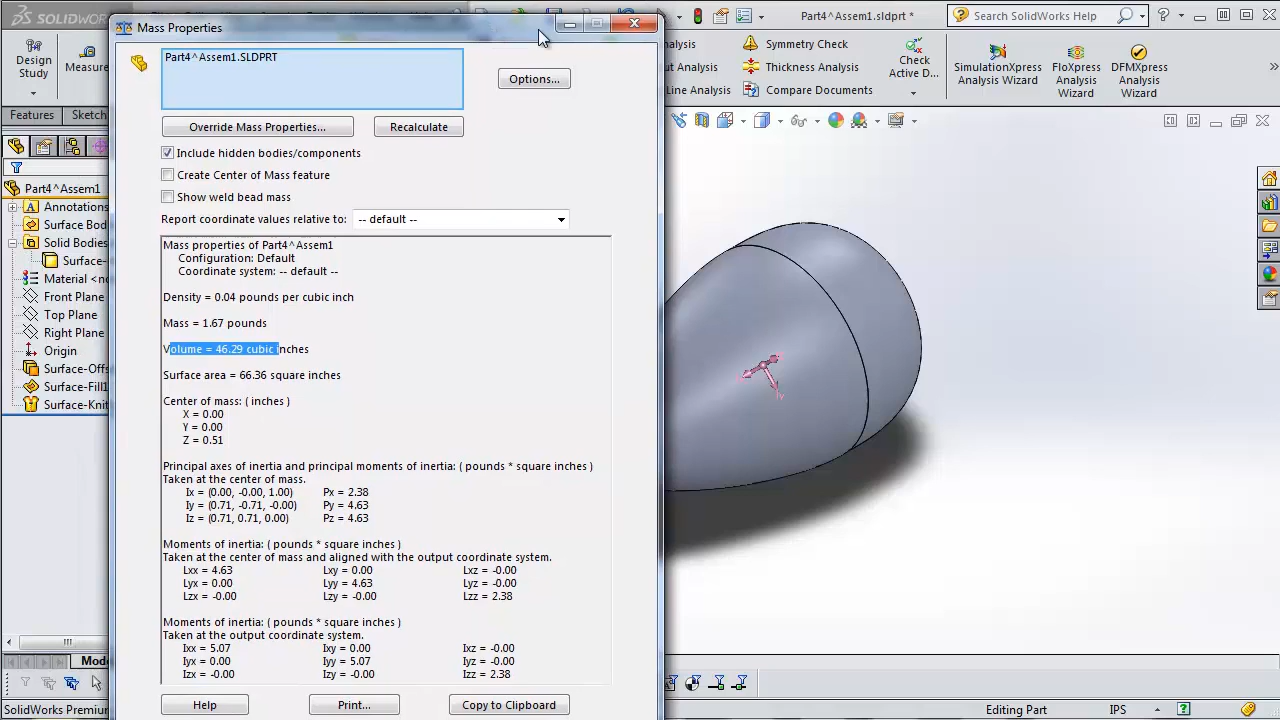 SOLIDWORKS
Mass Properties
Part4^Assem1.sldprt *
Search SolidWorks Help
Design
Study
Measure
Part4^Assem1.SLDPRT
Options...
Override Mass Properties...
Recalculate
Include hidden bodies/components
Create Center of Mass feature
Show weld bead mass
Report coordinate values relative to:
-- default --
nalysis
ut Analysis
Line Analysis
Symmetry Check
Thickness Analysis
Compare Documents
Check
Active D...
SimulationXpress
Analysis Wizard
FloXpress
Analysis
Wizard
DFMXpress
Analysis
Wizard
Features
Sketch
Part4^Assem1
Annotations
Surface Bod
Solid Bodies
Surface-
Material <no
Front Plane
Top Plane
Right Plane
Origin
Surface-Offs
Surface-Fill1
Surface-Knit
Mass properties of Part4^Assem1
Configuration: Default
Coordinate system: -- default --
Density = 0.04 pounds per cubic inch
Mass = 1.67 pounds
Volume = 46.29 cubic inches
Surface area = 66.36 square inches
Center of mass: ( inches )
X = 0.00
Y = 0.00
Z = 0.51
Principal axes of inertia and principal moments of inertia: ( pounds * square inches )
Taken at the center of mass.
Ix = (0.00, -0.00, 1.00) Px = 2.38
Iy = (0.71, -0.71, -0.00) Py = 4.63
Iz = (0.71, 0.71, 0.00) Pz = 4.63
Moments of inertia: ( pounds * square inches )
Taken at the center of mass and aligned with the output coordinate system.
Lxx = 4.63 Lxy = 0.00 Lxz = -0.00
Lyx = 0.00 Lyy = 4.63 Lyz = -0.00
Lzx = -0.00 Lzy = -0.00 Lzz = 2.38
Moments of inertia: ( pounds * square inches )
Taken at the output coordinate system.
Ixx = 5.07 Ixy = 0.00 Ixz = -0.00
Iyx = 0.00 Iyy = 5.07 Iyz = -0.00
Izx = -0.00 Izy = -0.00 Izz = 2.38
Help
Print...
Copy to Clipboard
Mode
SolidWorks Premium
Editing Part
IPS